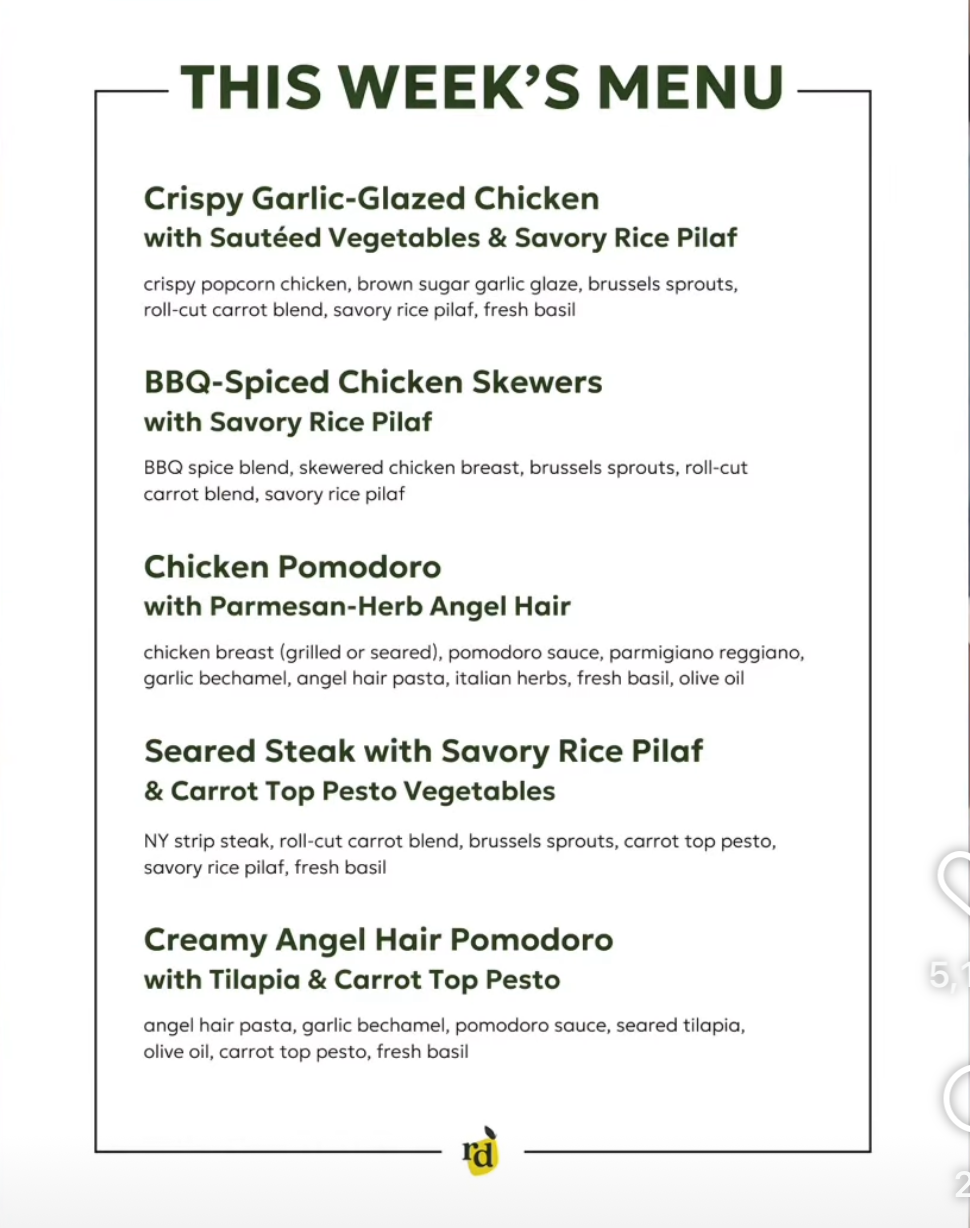 THIS WEEK’S MENU
Crispy Garlic-Glazed Chicken
with Sautéed Vegetables & Savory Rice Pilaf
crispy popcorn chicken, brown sugar garlic glaze, brussels sprouts,
roll-cut carrot blend, savory rice pilaf, fresh basil
BBQ-Spiced Chicken Skewers
with Savory Rice Pilaf
BBQ spice blend, skewered chicken breast, brussels sprouts, roll-cut
carrot blend, savory rice pilaf
Chicken Pomodoro
with Parmesan-Herb Angel Hair
chicken breast (grilled or seared), pomodoro sauce, parmigiano reggiano,
garlic bechamel, angel hair pasta, italian herbs, fresh basil, olive oil
Seared Steak with Savory Rice Pilaf
& Carrot Top Pesto Vegetables
NY strip steak, roll-cut carrot blend, brussels sprouts, carrot top pesto,
savory rice pilaf, fresh basil
Creamy Angel Hair Pomodoro
with Tilapia & Carrot Top Pesto
angel hair pasta, garlic bechamel, pomodoro sauce, seared tilapia,
olive oil, carrot top pesto, fresh basil
rd